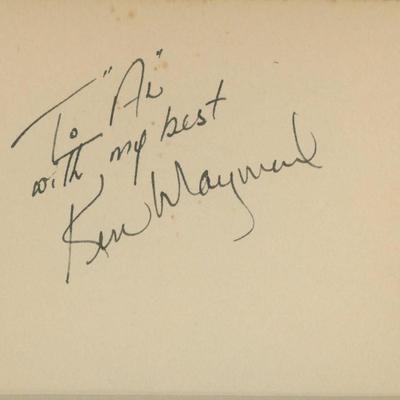 To "Al"
with my best
Ken Maynard